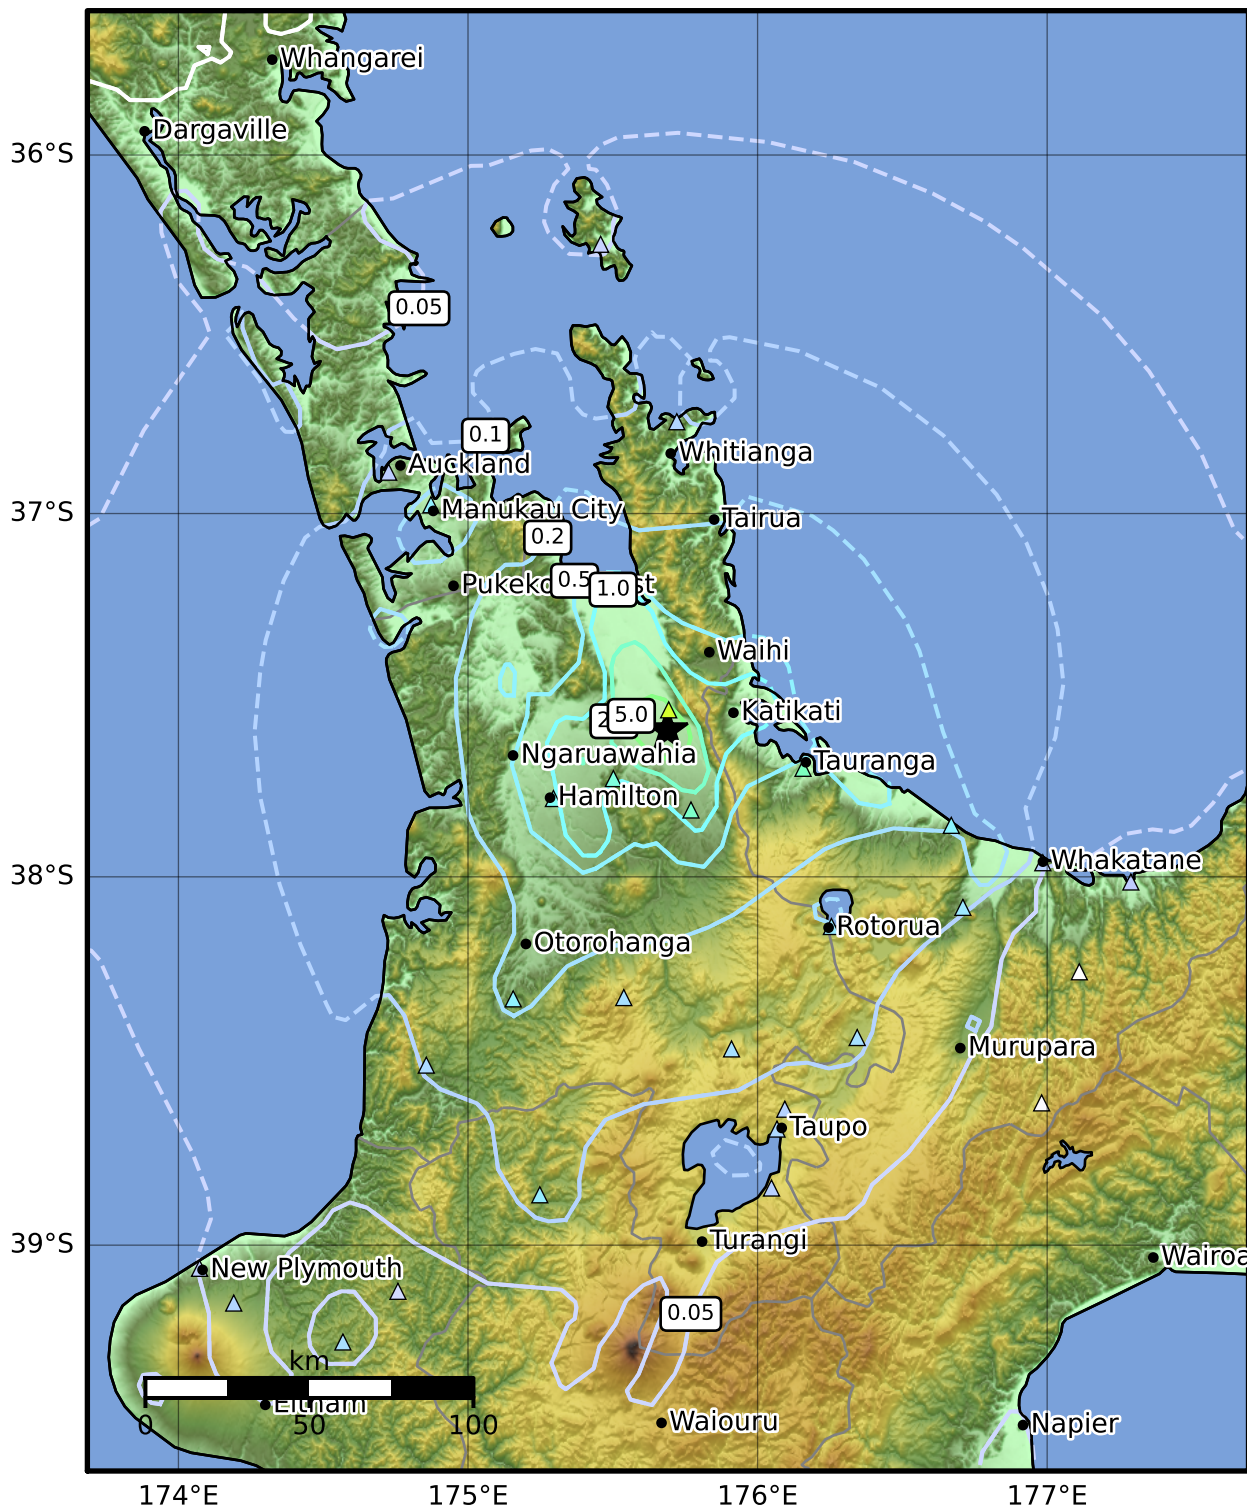 Whangarei
Dargaville
36°S
0.05
0.1
Whitianga
Auckland
Manukau City
37°S
Tairua
0.2
0.5
1.0
Waihi
Katikati
5.0
Ngaruawahia
Tauranga
Hamilton
Whakatane
38°S
Rotorua
Otorohanga
Murupara
Taupo
39°S
Turangi
Wairoa
New Plymouth
0.05
km
Eltham
0
50
100
Waiouru
Napier
174°E
175°E
176°E
177°E